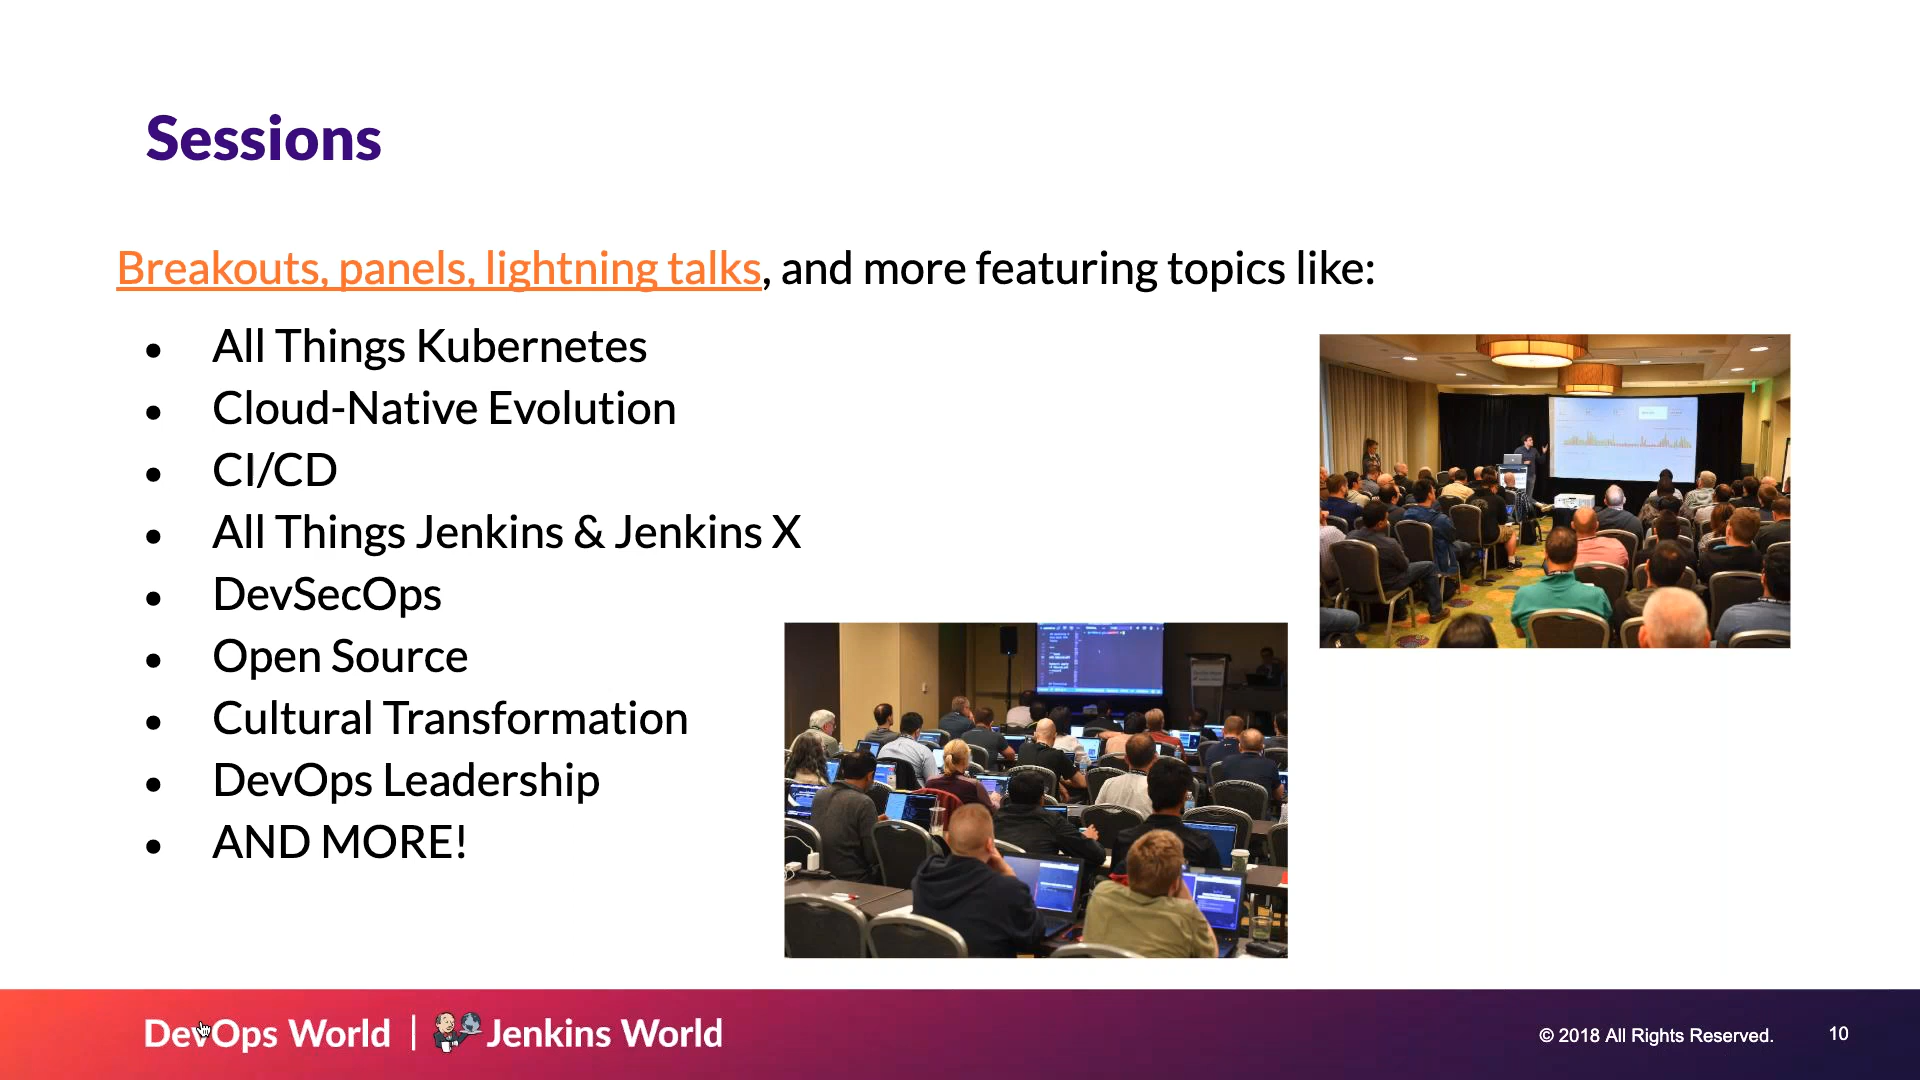 Sessions
Breakouts, panels, lightning talks, and more featuring topics like:
• All Things Kubernetes
• Cloud-Native Evolution
• CI/CD
• All Things Jenkins & Jenkins X
• DevSecOps
• Open Source
• Cultural Transformation
• DevOps Leadership
• AND MORE!
DevOps World | Jenkins World
© 2018 All Rights Reserved.
10